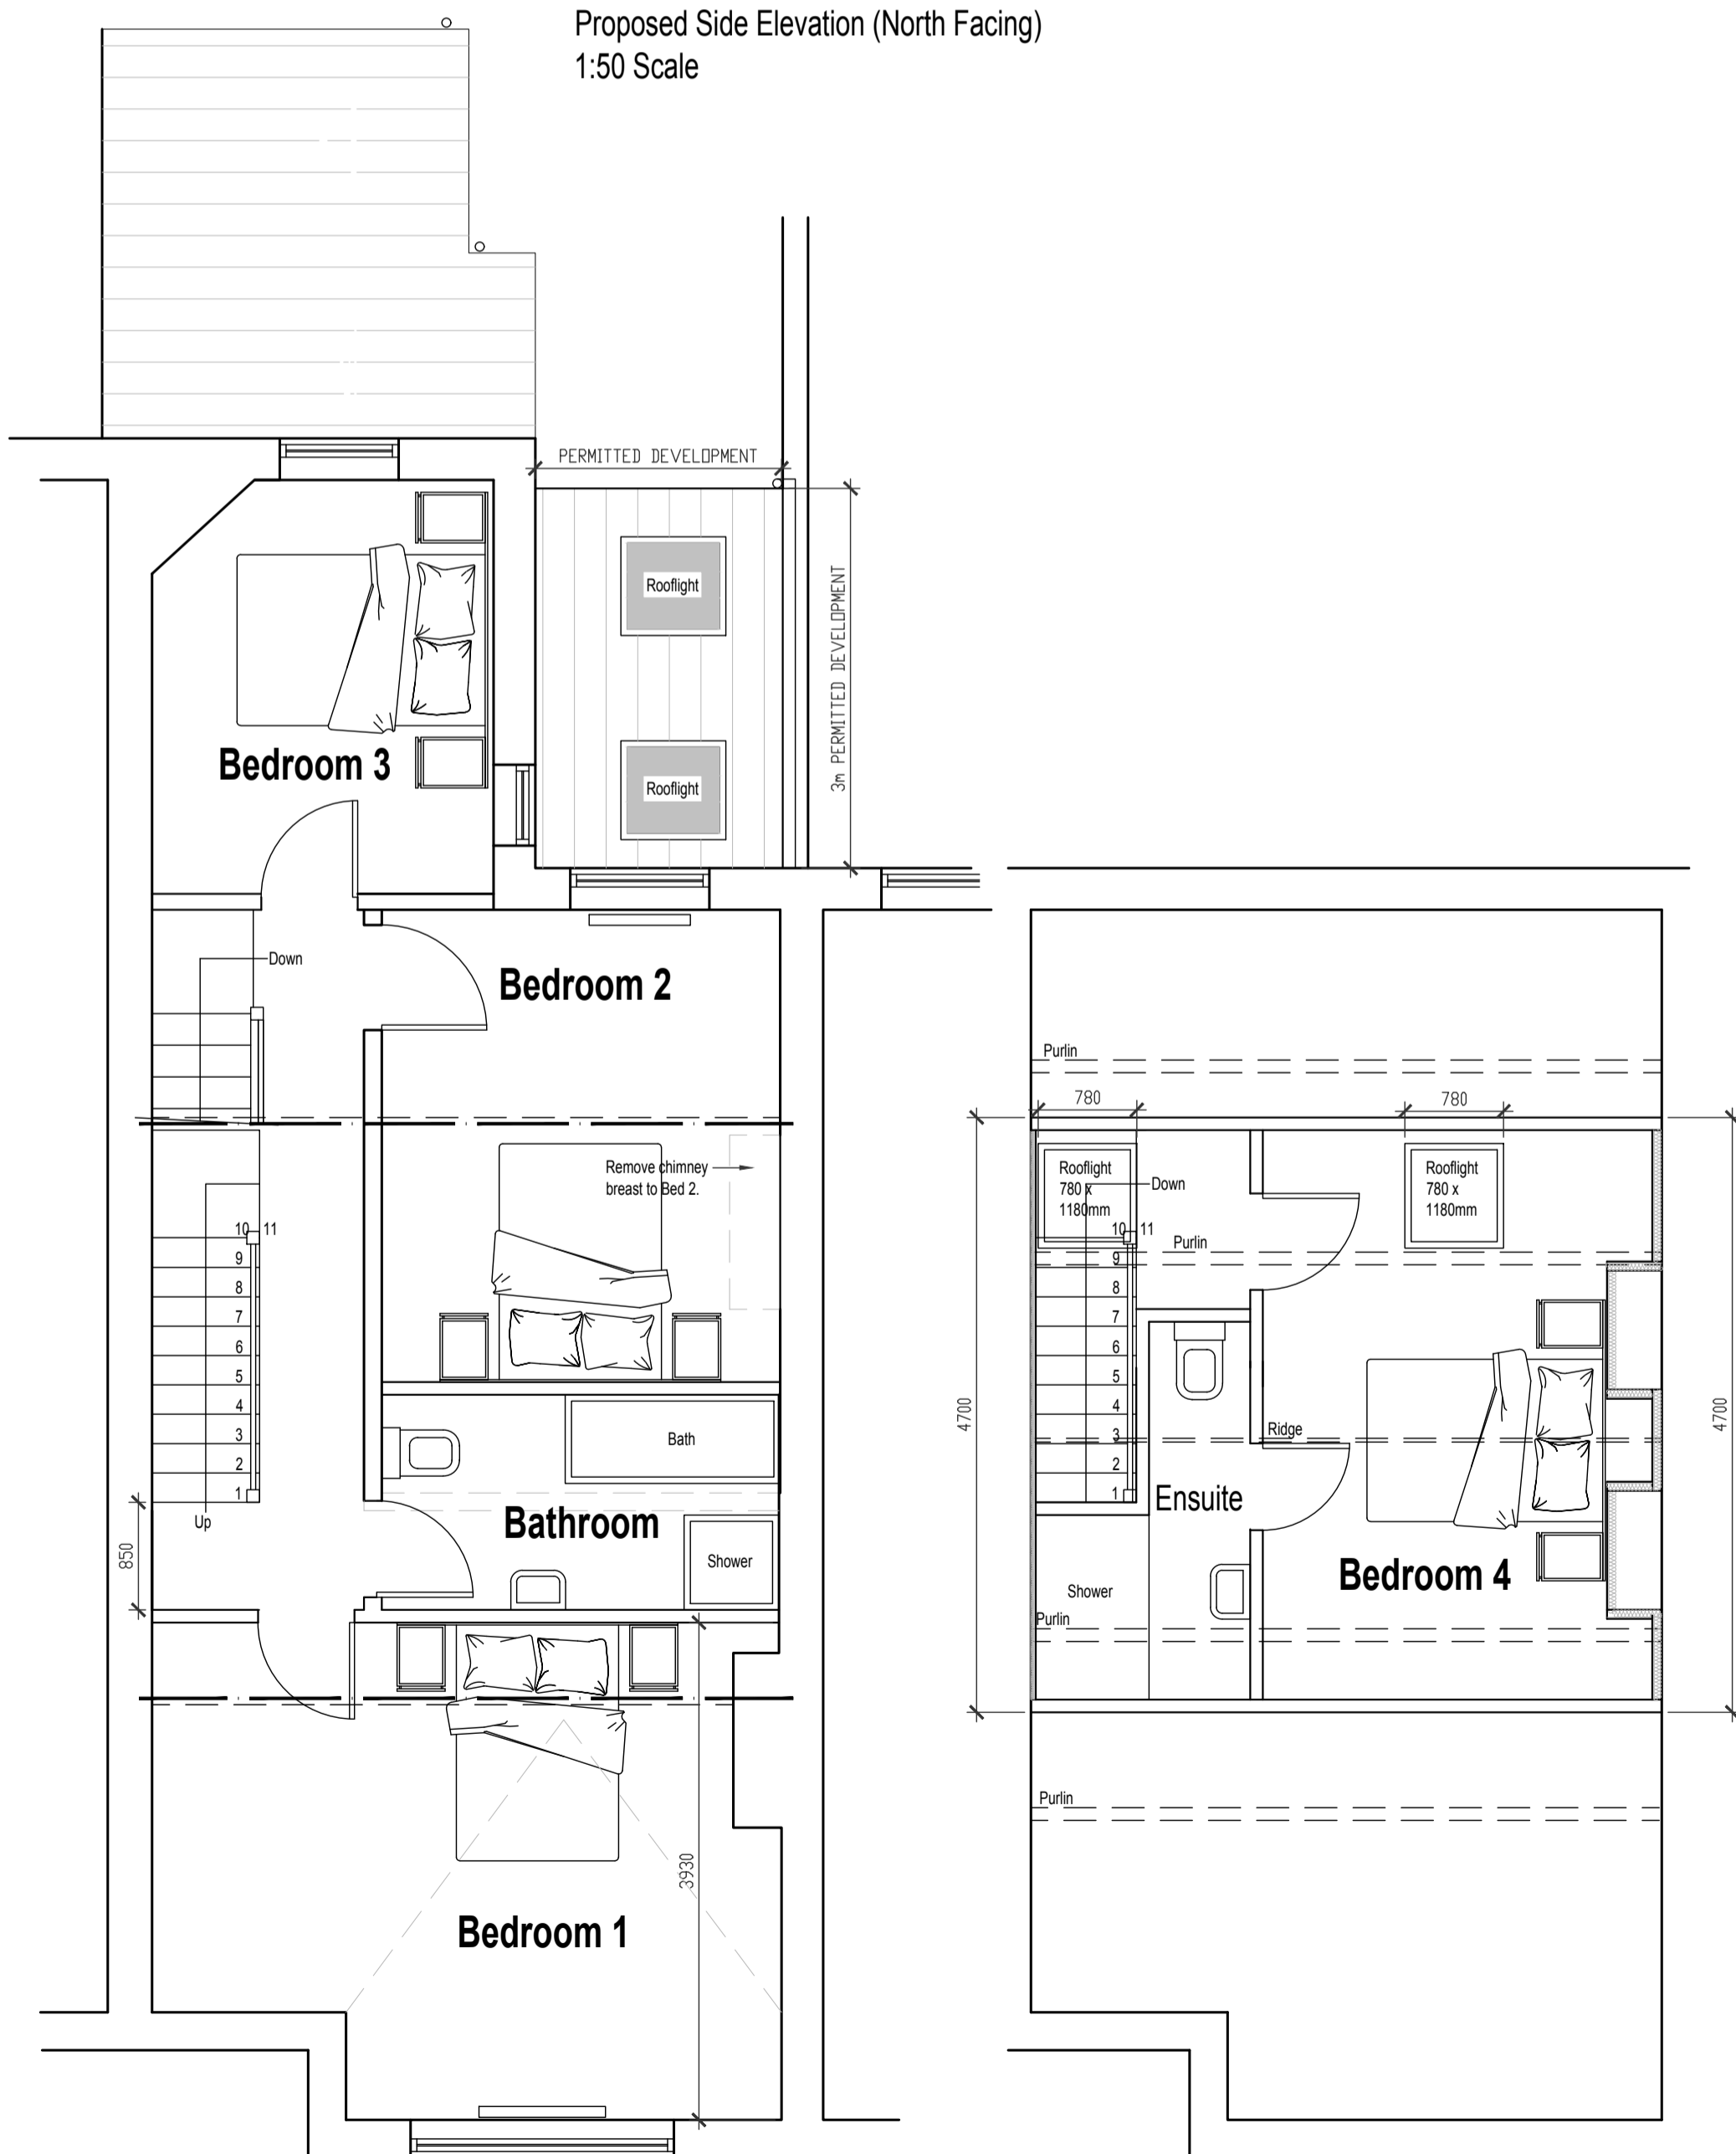 Proposed Side Elevation (North Facing)
1:50 Scale
PERMITTED DEVELOPMENT
Rooflight
3m PERMITTED DEVELOPMENT
Rooflight
Bedroom 3
Down
Bedroom 2
Remove chimney
breast to Bed 2.
10 11
9
8
7
6
5
4
3
2
1
Up
850
Bath
Bathroom
Shower
3930
Bedroom 1
Purlin
780
780
Rooflight
780 x
1180mm
Down
Rooflight
780 x
1180mm
10 11
Purlin
9
8
7
6
5
4
3
2
1
4700
4700
Ridge
Ensuite
Bedroom 4
Shower
Purlin
Purlin